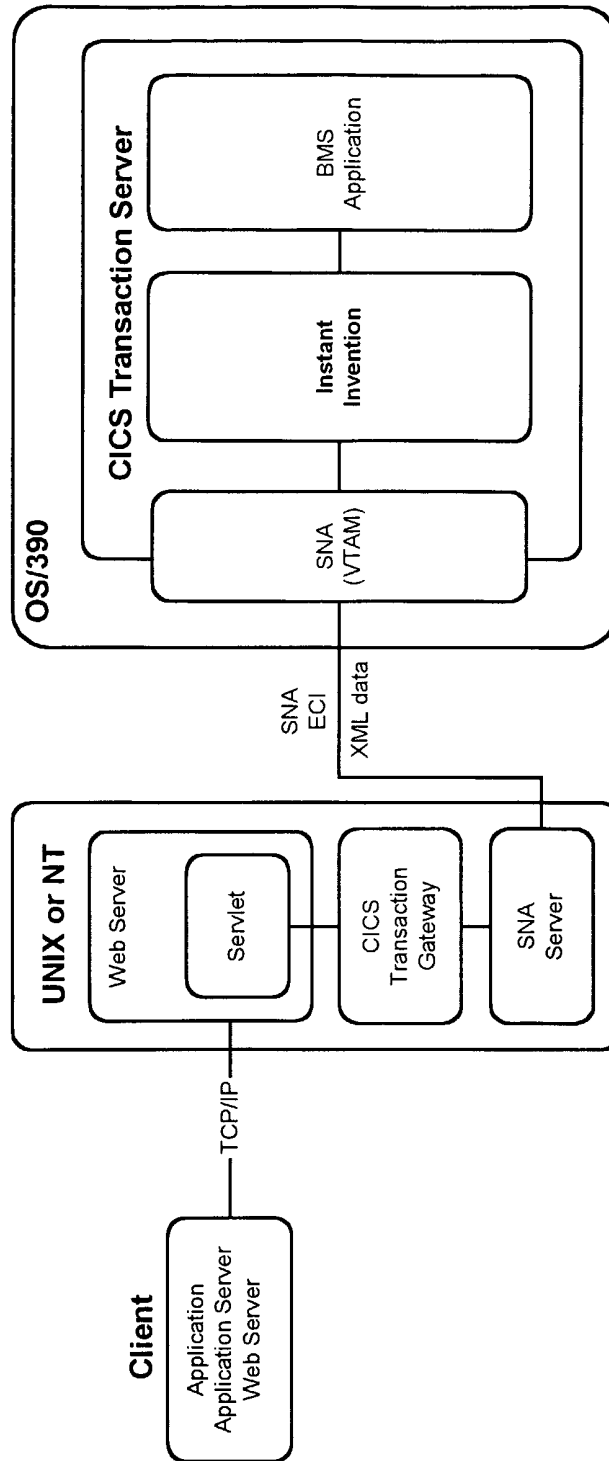 Client
Application
Application Server
Web Server
TCP/IP
UNIX or NT
Web Server
Servlet
CICS
Transaction
Gateway
SNA
Server
SNA
ECI
XML data
OS/390
CICS Transaction Server
SNA
(VTAM)
Instant
Invention
BMS
Application